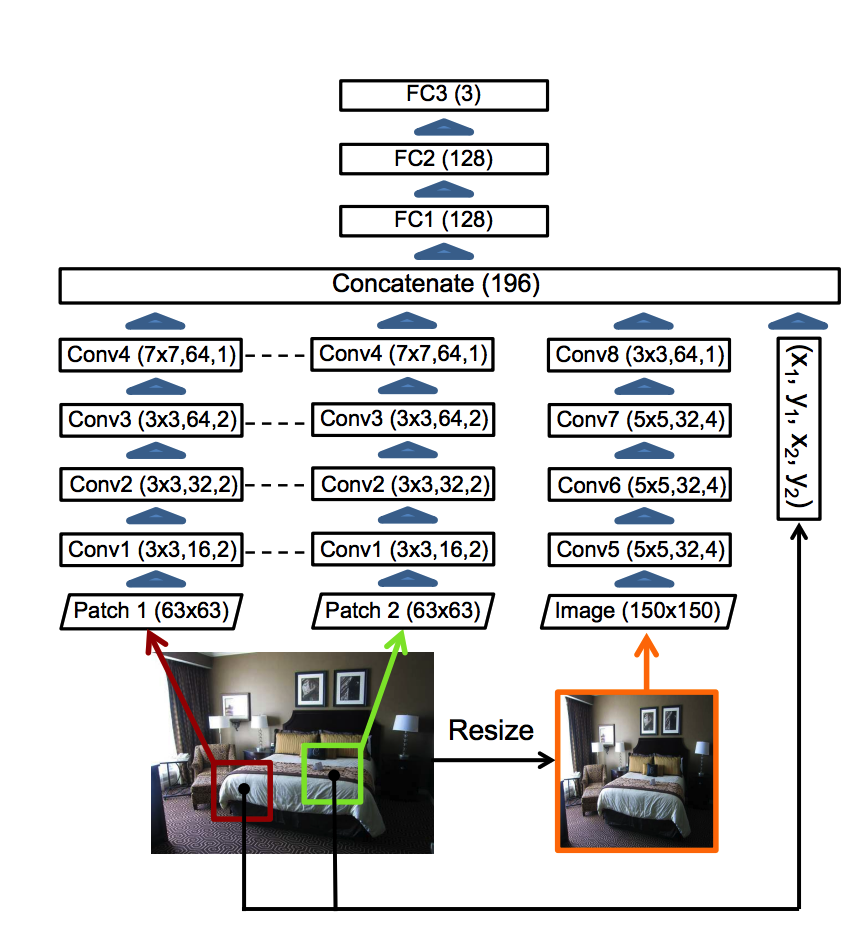 FC3 (3)
FC2 (128)
FC1 (128)
Concatenate (196)
Conv4 (7x7,64,1)
Conv4 (7x7,64,1)
Conv8 (3x3,64,1)
(x₁, y₁, x₂, y₂)
Conv3 (3x3,64,2)
Conv3 (3x3,64,2)
Conv7 (5x5,32,4)
Conv2 (3x3,32,2)
Conv2 (3x3,32,2)
Conv6 (5x5,32,4)
Conv1 (3x3,16,2)
Conv1 (3x3,16,2)
Conv5 (5x5,32,4)
Patch 1 (63x63)
Patch 2 (63x63)
Image (150x150)
Resize